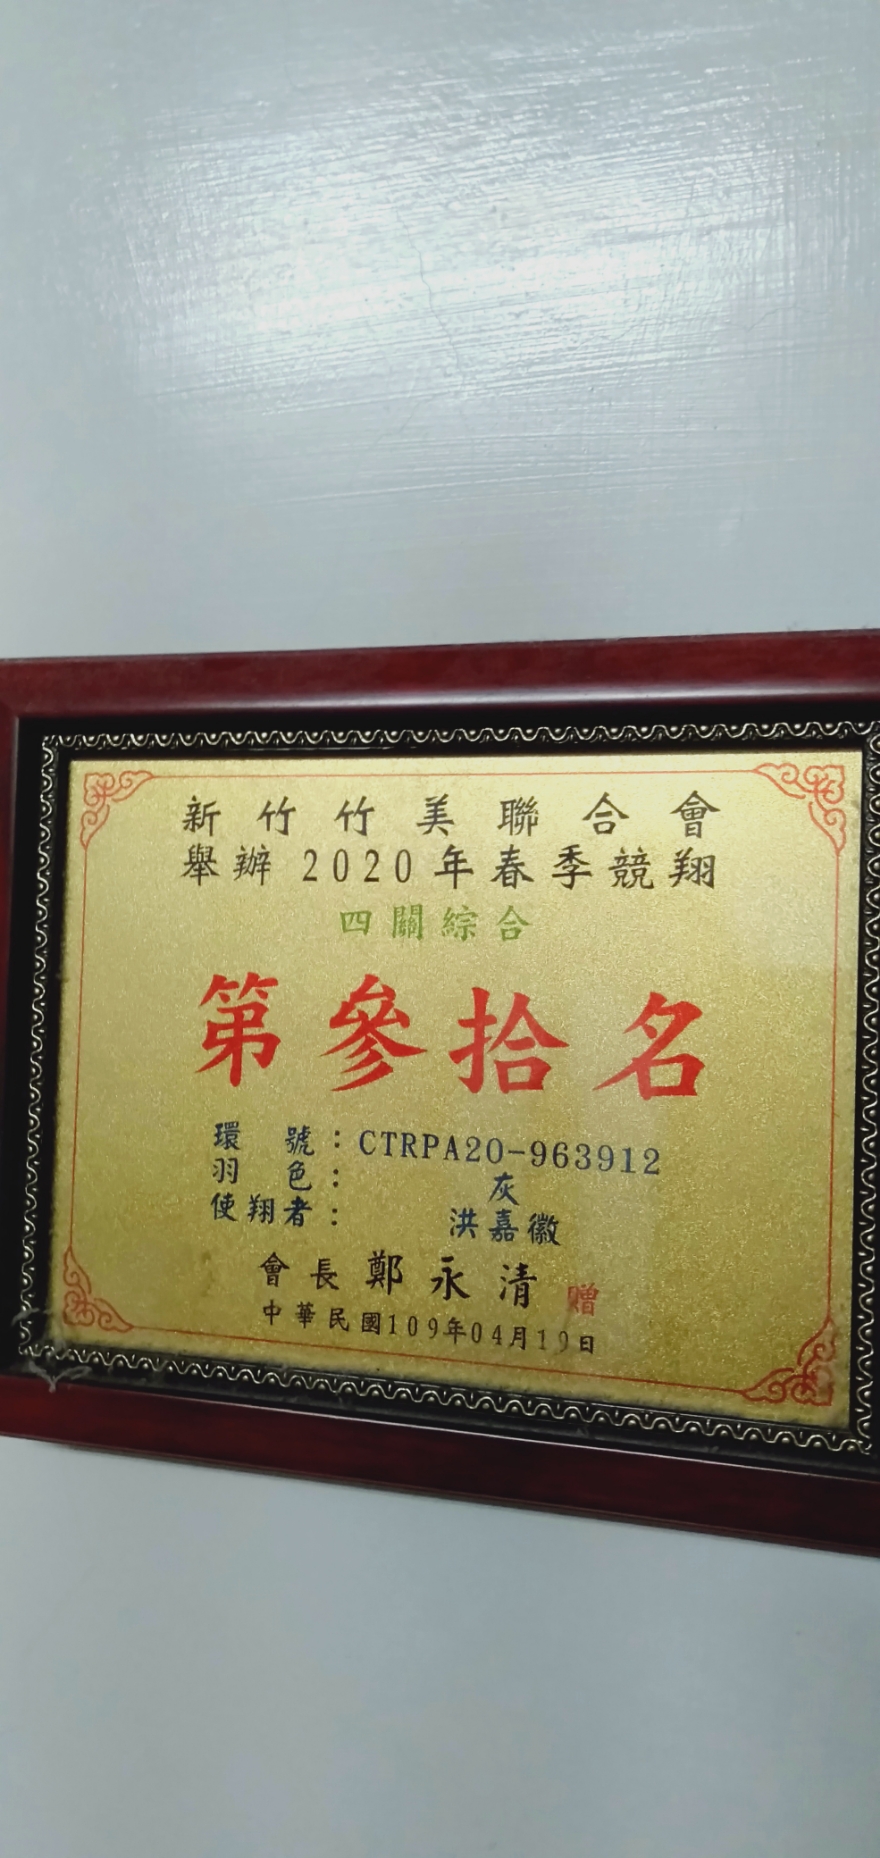 新竹竹美聯合會
舉辦2020年春季競翔
四關綜合
第參拾名
環號：CTRPA20-963912
羽色：灰
使翔者：洪嘉徽
會長鄭永清贈
中華民國109年04月19日